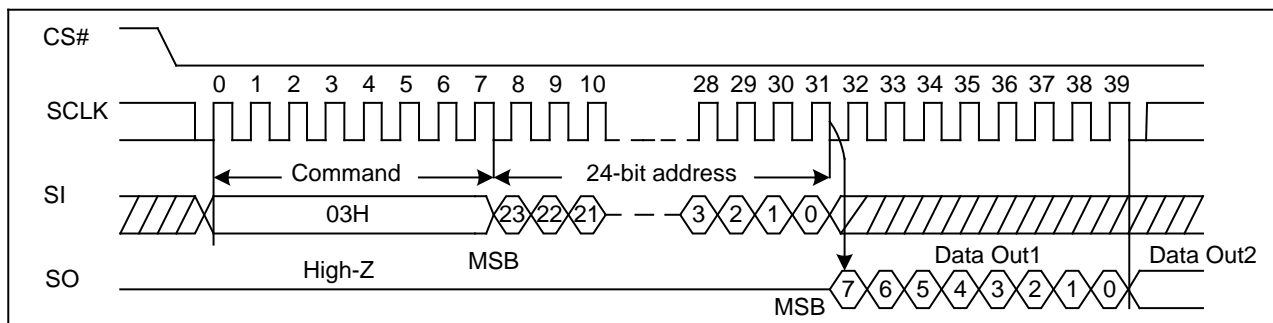 CS#
0 1 2 3 4 5 6 7 8 9 10 28 29 30 31 32 33 34 35 36 37 38 39
SCLK
Command 24-bit address
SI
03H 23 22 21 3 2 1 0
High-Z MSB Data Out1 Data Out2
SO
MSB 7 6 5 4 3 2 1 0